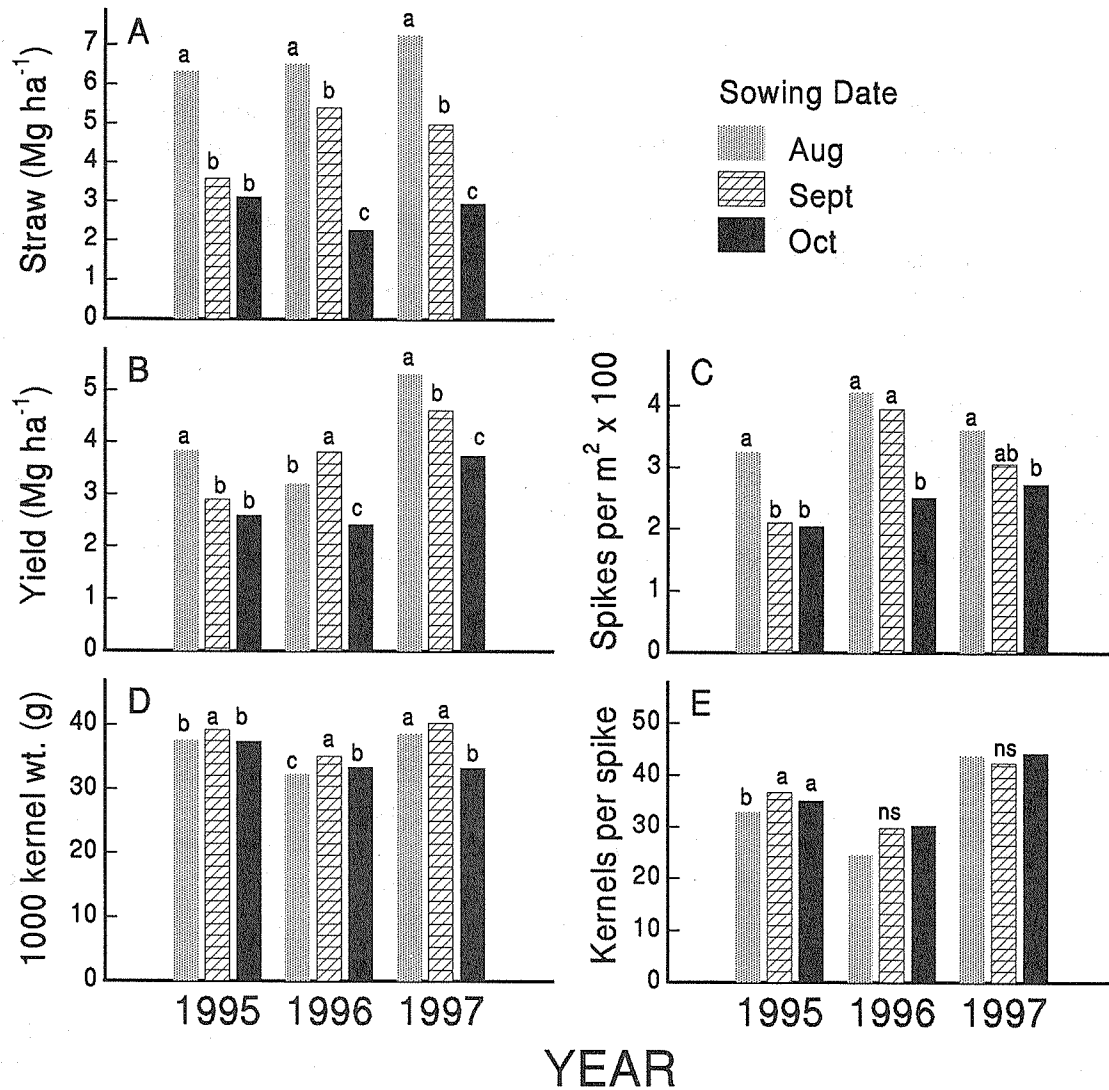 A
Straw (Mg ha⁻¹)
7
6
5
4
3
2
1
0
a
b
b
a
b
c
a
b
c
Sowing Date
Aug
Sept
Oct
B
Yield (Mg ha⁻¹)
5
4
3
2
1
0
a
b
b
b
a
c
a
b
c
C
Spikes per m² x 100
4
3
2
1
0
a
b
b
a
a
b
a
ab
b
D
1000 kernel wt. (g)
40
30
20
10
0
b
a
b
c
a
b
a
a
b
1995
1996
1997
E
Kernels per spike
50
40
30
20
10
0
b
a
a
ns
ns
1995
1996
1997
YEAR